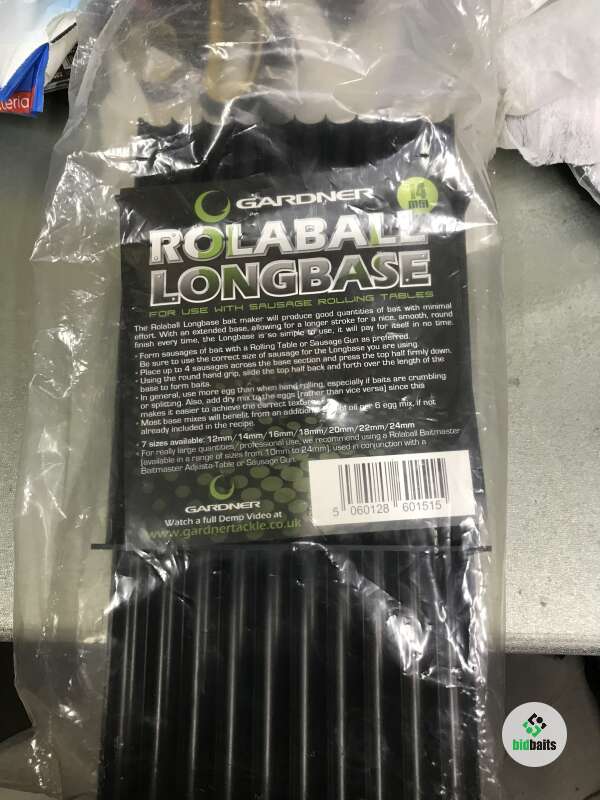 teria
GARDNER
14
mm
ROLABALL
LONGBASE
FOR USE WITH SAUSAGE ROLLING TABLES
The Rolaball Longbase bait maker will produce good quantities of bait with minimal
effort. With an extended base, allowing for a longer stroke for a nice, smooth, round
finish every time, the Longbase is so simple to use, it will pay for itself in no time.
• Form sausages of bait with a Rolling Table or Sausage Gun as preferred.
Be sure to use the correct size of sausage for the Longbase you are using.
• Place up to 4 sausages across the base section and press the top half firmly down.
• Using the round hand grip, slide the top half back and forth over the length of the
base to form baits.
• In general, use more egg than when hand rolling, especially if baits are crumbling
or splitting. Also, add dry mix to the eggs (rather than vice versa) since this
makes it easier to achieve the correct texture
• Most base mixes will benefit from an addition of oil per 6 egg mix, if not
already included in the recipe.
• 7 sizes available: 12mm/14mm/16mm/18mm/20mm/22mm/24mm
• For really large quantities/professional use, we recommend using a Rolaball Baitmaster
(available in a range of sizes from 10mm to 24mm), used in conjunction with a
Baitmaster Adjusta-Table or Sausage Gun.
GARDNER
Watch a full Demp Video at
www.gardnertackle.co.uk
5 060128 601515
bidbaits